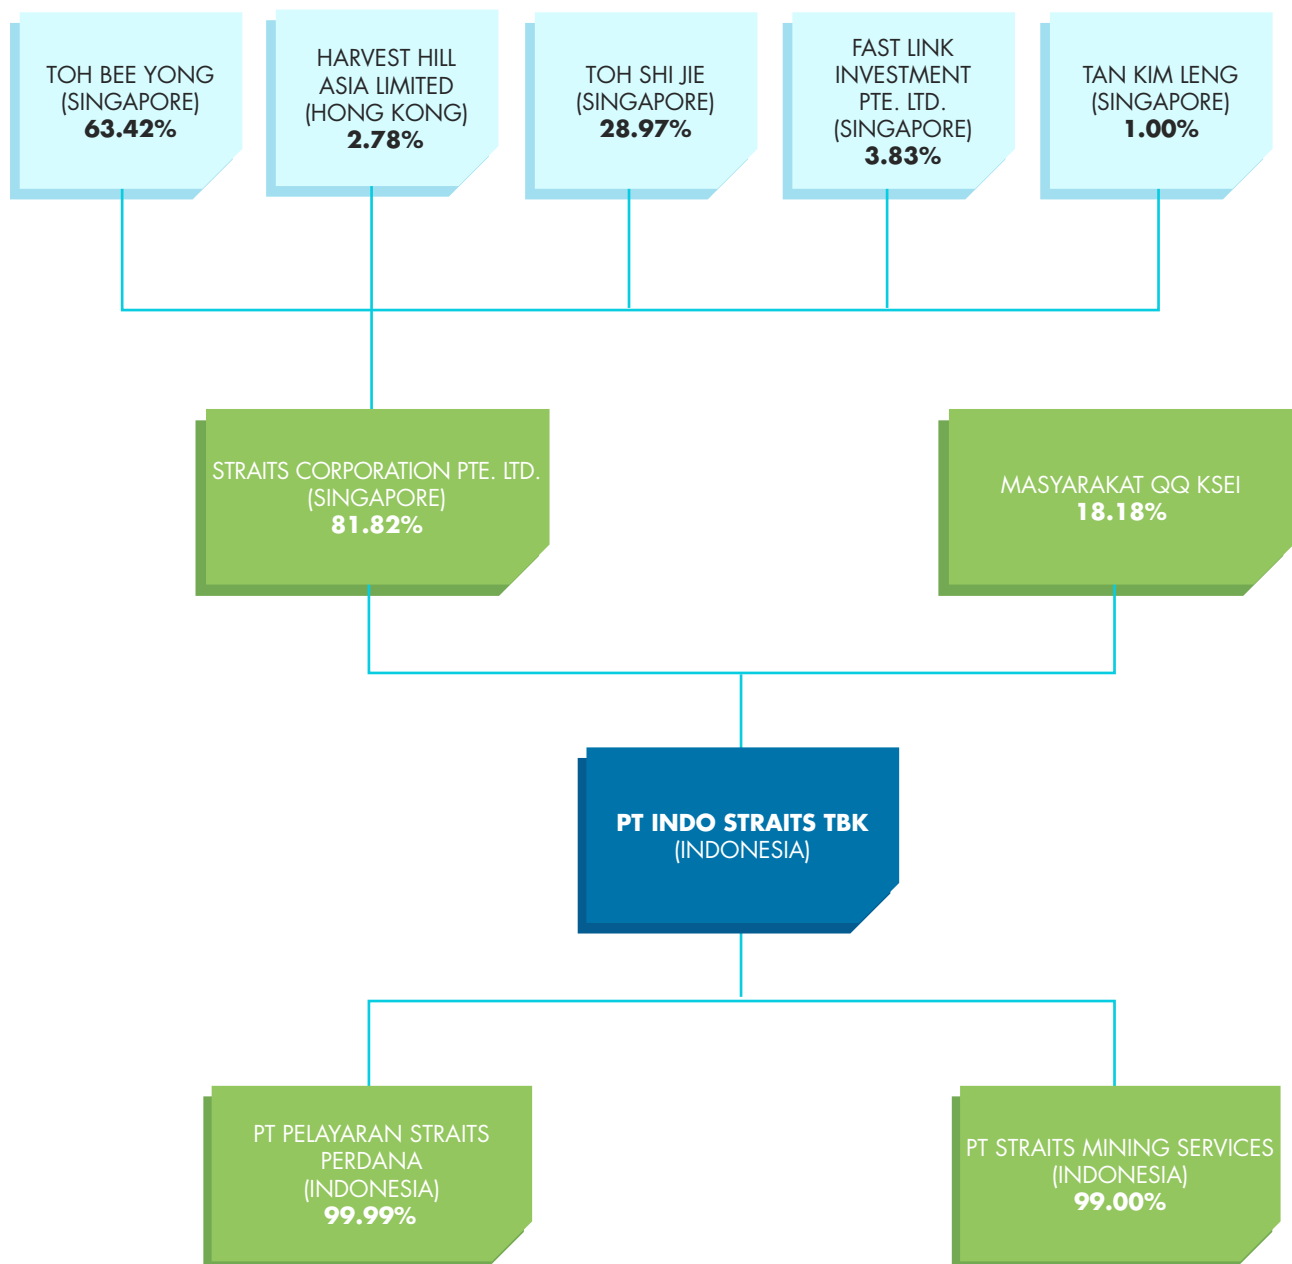 TOH BEE YONG
(SINGAPORE)
63.42%
HARVEST HILL
ASIA LIMITED
(HONG KONG)
2.78%
TOH SHI JIE
(SINGAPORE)
28.97%
FAST LINK
INVESTMENT
PTE. LTD.
(SINGAPORE)
3.83%
TAN KIM LENG
(SINGAPORE)
1.00%
STRAITS CORPORATION PTE. LTD.
(SINGAPORE)
81.82%
MASYARAKAT QQ KSEI
18.18%
PT INDO STRAITS TBK
(INDONESIA)
PT PELAYARAN STRAITS
PERDANA
(INDONESIA)
99.99%
PT STRAITS MINING SERVICES
(INDONESIA)
99.00%